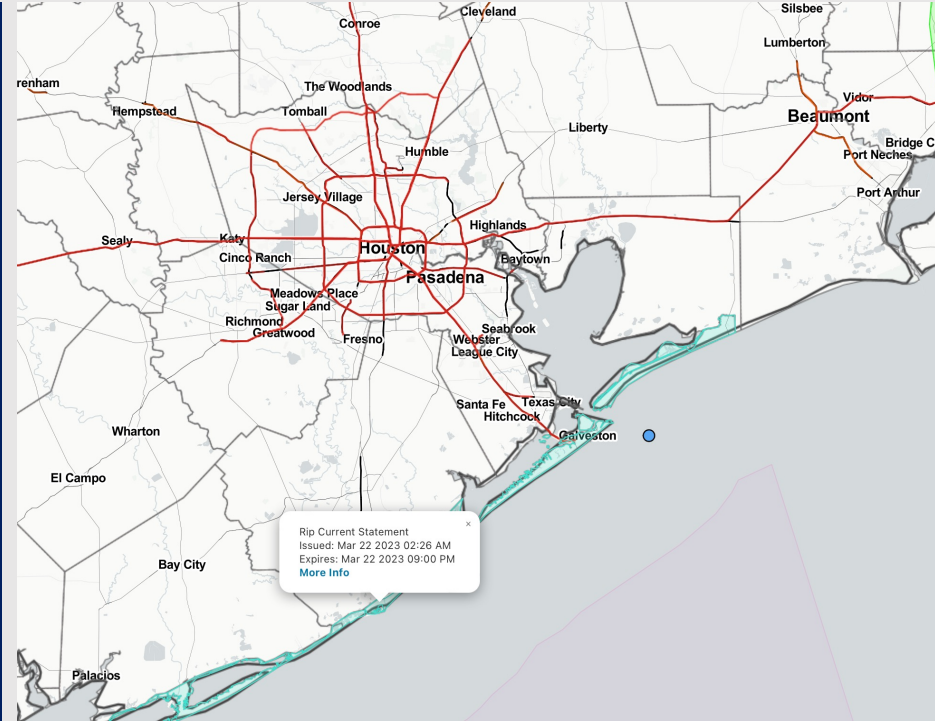 Cleveland
Silsbee
Conroe
Lumberton
renham
The Woodlands
Vidor
Hempstead
Tomball
Beaumont
Liberty
Bridge C
Humble
Port Neches
Port Arthur
Jersey Village
Highlands
Sealy
Katy
Houston
Cinco Ranch
Baytown
Pasadena
Meadows Place
Sugar Land
Richmond
Greatwood
Seabrook
Fresno
Webster
League City
Santa Fe
Texas City
Hitchcock
Wharton
Galveston
El Campo
×
Rip Current Statement
Issued: Mar 22 2023 02:26 AM
Expires: Mar 22 2023 09:00 PM
More Info
Bay City
Palacios